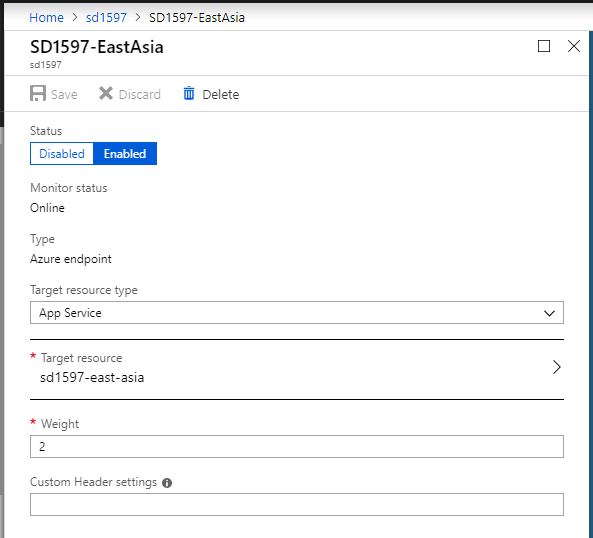 Home > sd1597 > SD1597-EastAsia
SD1597-EastAsia
sd1597
Save Discard Delete
Status
Disabled Enabled
Monitor status
Online
Type
Azure endpoint
Target resource type
App Service
* Target resource
sd1597-east-asia
* Weight
2
Custom Header settings